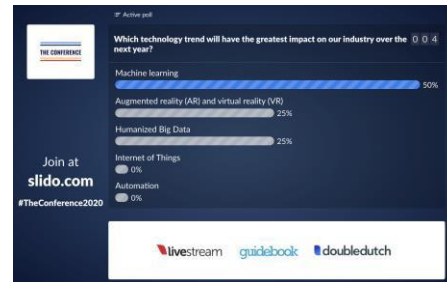 Active poll
THE CONFERENCE
Which technology trend will have the greatest impact on our industry over the
next year?
0 0 4
Machine learning
50%
Augmented reality (AR) and virtual reality (VR)
25%
Humanized Big Data
25%
Internet of Things
0%
Automation
0%
Join at
slido.com
#TheConference2020
livestream
guidebook
doubledutch